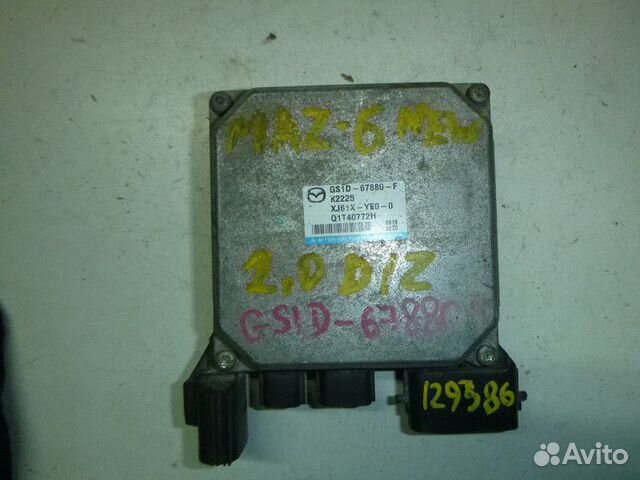 MAZ-6 NEW
GS1D-67880-F
K2225
XJ61X-YE0-0
Q1T40772H
2.0 DIZ
GS1D-67880
129386
Avito